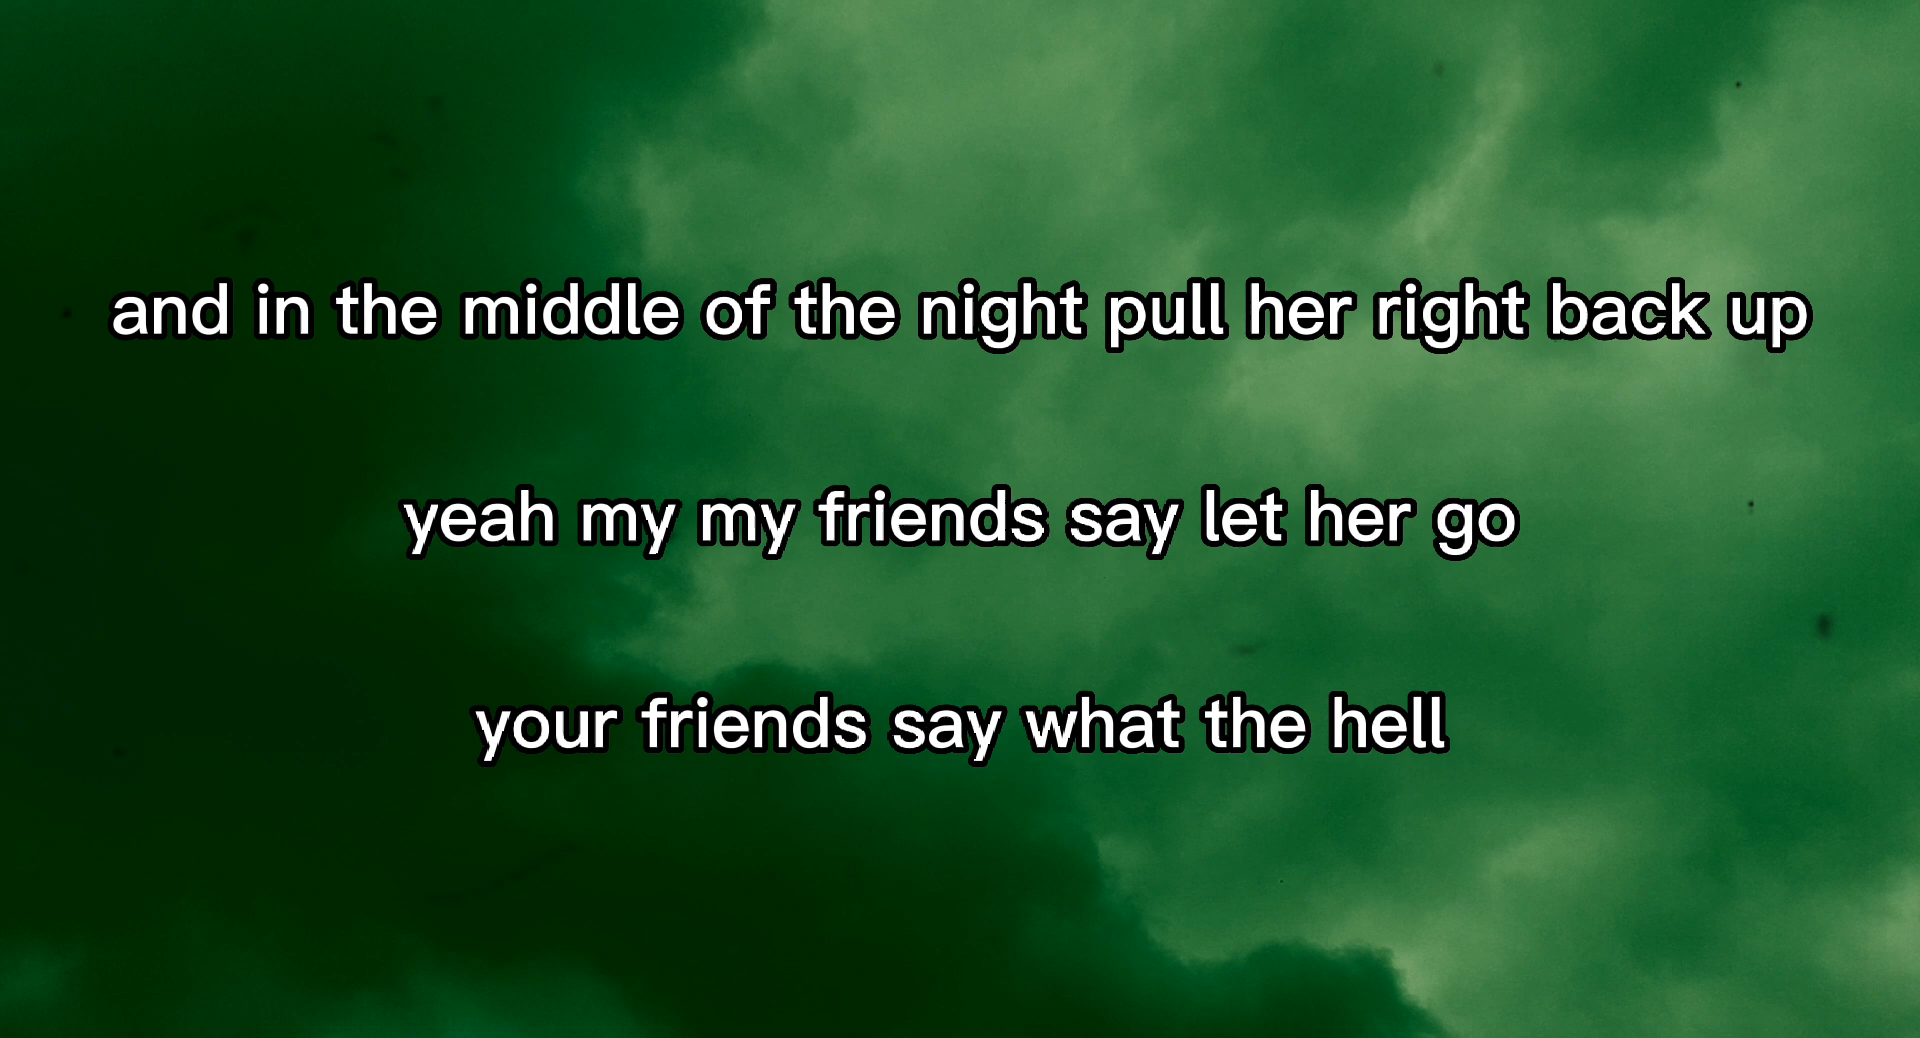 and in the middle of the night pull her right back up
yeah my my friends say let her go
your friends say what the hell